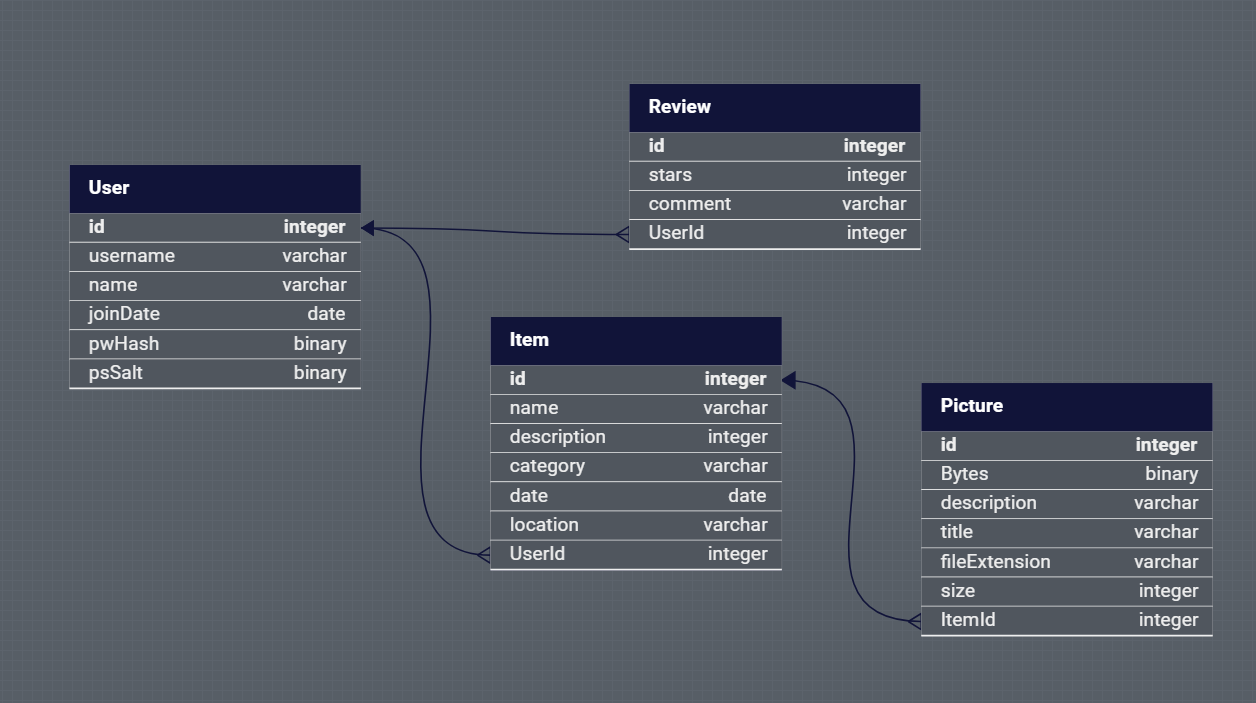 User
id integer
username varchar
name varchar
joinDate date
pwHash binary
psSalt binary
Review
id integer
stars integer
comment varchar
UserId integer
Item
id integer
name varchar
description integer
category varchar
date date
location varchar
UserId integer
Picture
id integer
Bytes binary
description varchar
title varchar
fileExtension varchar
size integer
ItemId integer